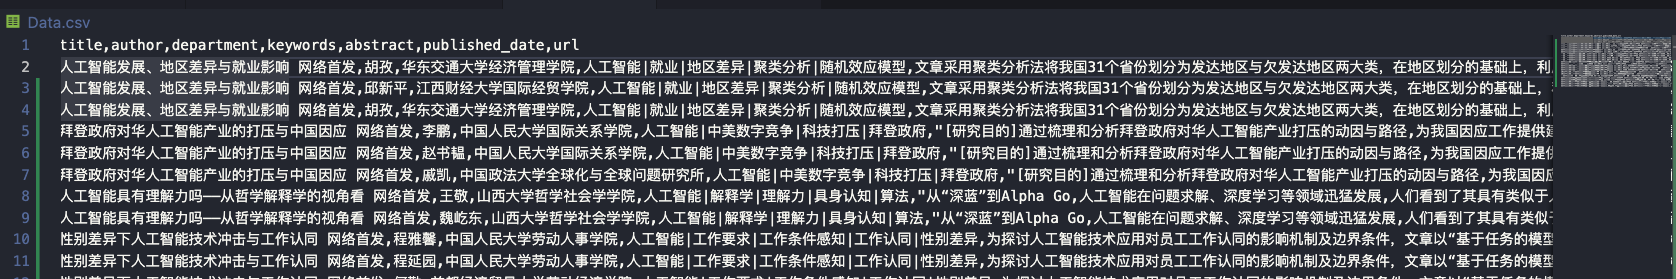 Data.csv
1 title,author,department,keywords,abstract,published_date,url
2 人工智能发展、地区差异与就业影响 网络首发,胡孜,华东交通大学经济管理学院,人工智能|就业|地区差异|聚类分析|随机效应模型,文章采用聚类分析法将我国31个省份划分为发达地区与欠发达地区两大类，在地区划分的基础上，利
3 人工智能发展、地区差异与就业影响 网络首发,邱新平,江西财经大学国际经贸学院,人工智能|就业|地区差异|聚类分析|随机效应模型,文章采用聚类分析法将我国31个省份划分为发达地区与欠发达地区两大类，在地区划分的基础上，
4 人工智能发展、地区差异与就业影响 网络首发,胡孜,华东交通大学经济管理学院,人工智能|就业|地区差异|聚类分析|随机效应模型,文章采用聚类分析法将我国31个省份划分为发达地区与欠发达地区两大类，在地区划分的基础上，利
5 拜登政府对华人工智能产业的打压与中国因应 网络首发,李鹏,中国人民大学国际关系学院,人工智能|中美数字竞争|科技打压|拜登政府,"[研究目的]通过梳理和分析拜登政府对华人工智能产业打压的动因与路径,为我国因应工作提供
6 拜登政府对华人工智能产业的打压与中国因应 网络首发,赵书韫,中国人民大学国际关系学院,人工智能|中美数字竞争|科技打压|拜登政府,"[研究目的]通过梳理和分析拜登政府对华人工智能产业打压的动因与路径,为我国因应工作提供
7 拜登政府对华人工智能产业的打压与中国因应 网络首发,戚凯,中国政法大学全球化与全球问题研究所,人工智能|中美数字竞争|科技打压|拜登政府,"[研究目的]通过梳理和分析拜登政府对华人工智能产业打压的动因与路径,为我国因
8 人工智能具有理解力吗——从哲学解释学的视角看 网络首发,王敬,山西大学哲学社会学学院,人工智能|解释学|理解力|具身认知|算法,"从“深蓝”到Alpha Go,人工智能在问题求解、深度学习等领域迅猛发展,人们看到了其具有类似于
9 人工智能具有理解力吗——从哲学解释学的视角看 网络首发,魏屹东,山西大学哲学社会学学院,人工智能|解释学|理解力|具身认知|算法,"从“深蓝”到Alpha Go,人工智能在问题求解、深度学习等领域迅猛发展,人们看到了其具有类似
10 性别差异下人工智能技术冲击与工作认同 网络首发,程雅馨,中国人民大学劳动人事学院,人工智能|工作要求|工作条件感知|工作认同|性别差异,为探讨人工智能技术应用对员工工作认同的影响机制及边界条件，文章以“基于任务的模型
11 性别差异下人工智能技术冲击与工作认同 网络首发,程延园,中国人民大学劳动人事学院,人工智能|工作要求|工作条件感知|工作认同|性别差异,为探讨人工智能技术应用对员工工作认同的影响机制及边界条件，文章以“基于任务的模型